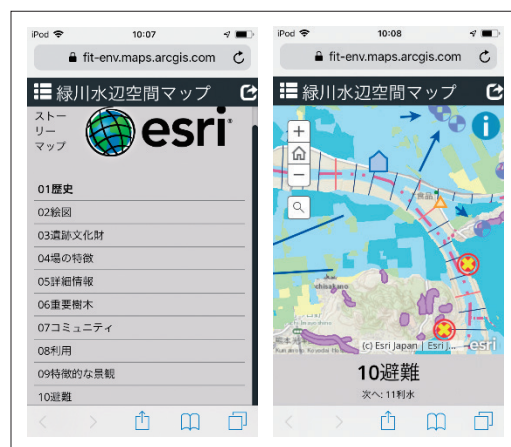 iPod 10:07
fit-env.maps.arcgis.com
緑川水辺空間マップ
ストー
リー
マップ
esri
01歴史
02絵図
03遺跡文化財
04場の特徴
05詳細情報
06重要樹木
07コミュニティ
08利用
09特徴的な景観
10避難
iPod 10:08
fit-env.maps.arcgis.com
緑川水辺空間マップ
食品
(c) Esri Japan | Esri J...
esri
10避難
次へ: 11利水